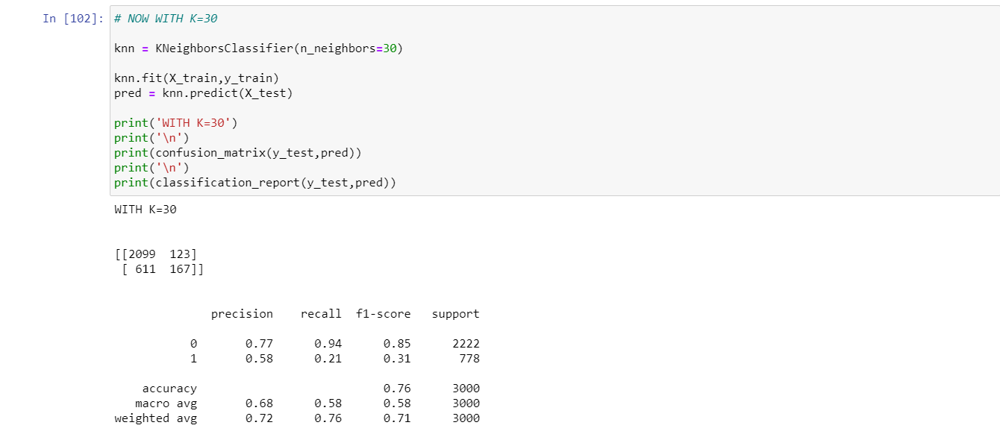 In [102]: # NOW WITH K=30
knn = KNeighborsClassifier(n_neighbors=30)
knn.fit(X_train,y_train)
pred = knn.predict(X_test)
print('WITH K=30')
print('\n')
print(confusion_matrix(y_test,pred))
print('\n')
print(classification_report(y_test,pred))
WITH K=30
[[2099  123]
 [ 611  167]]
precision    recall  f1-score   support
0       0.77      0.94      0.85      2222
1       0.58      0.21      0.31       778
accuracy                           0.76      3000
macro avg       0.68      0.58      0.58      3000
weighted avg       0.72      0.76      0.71      3000